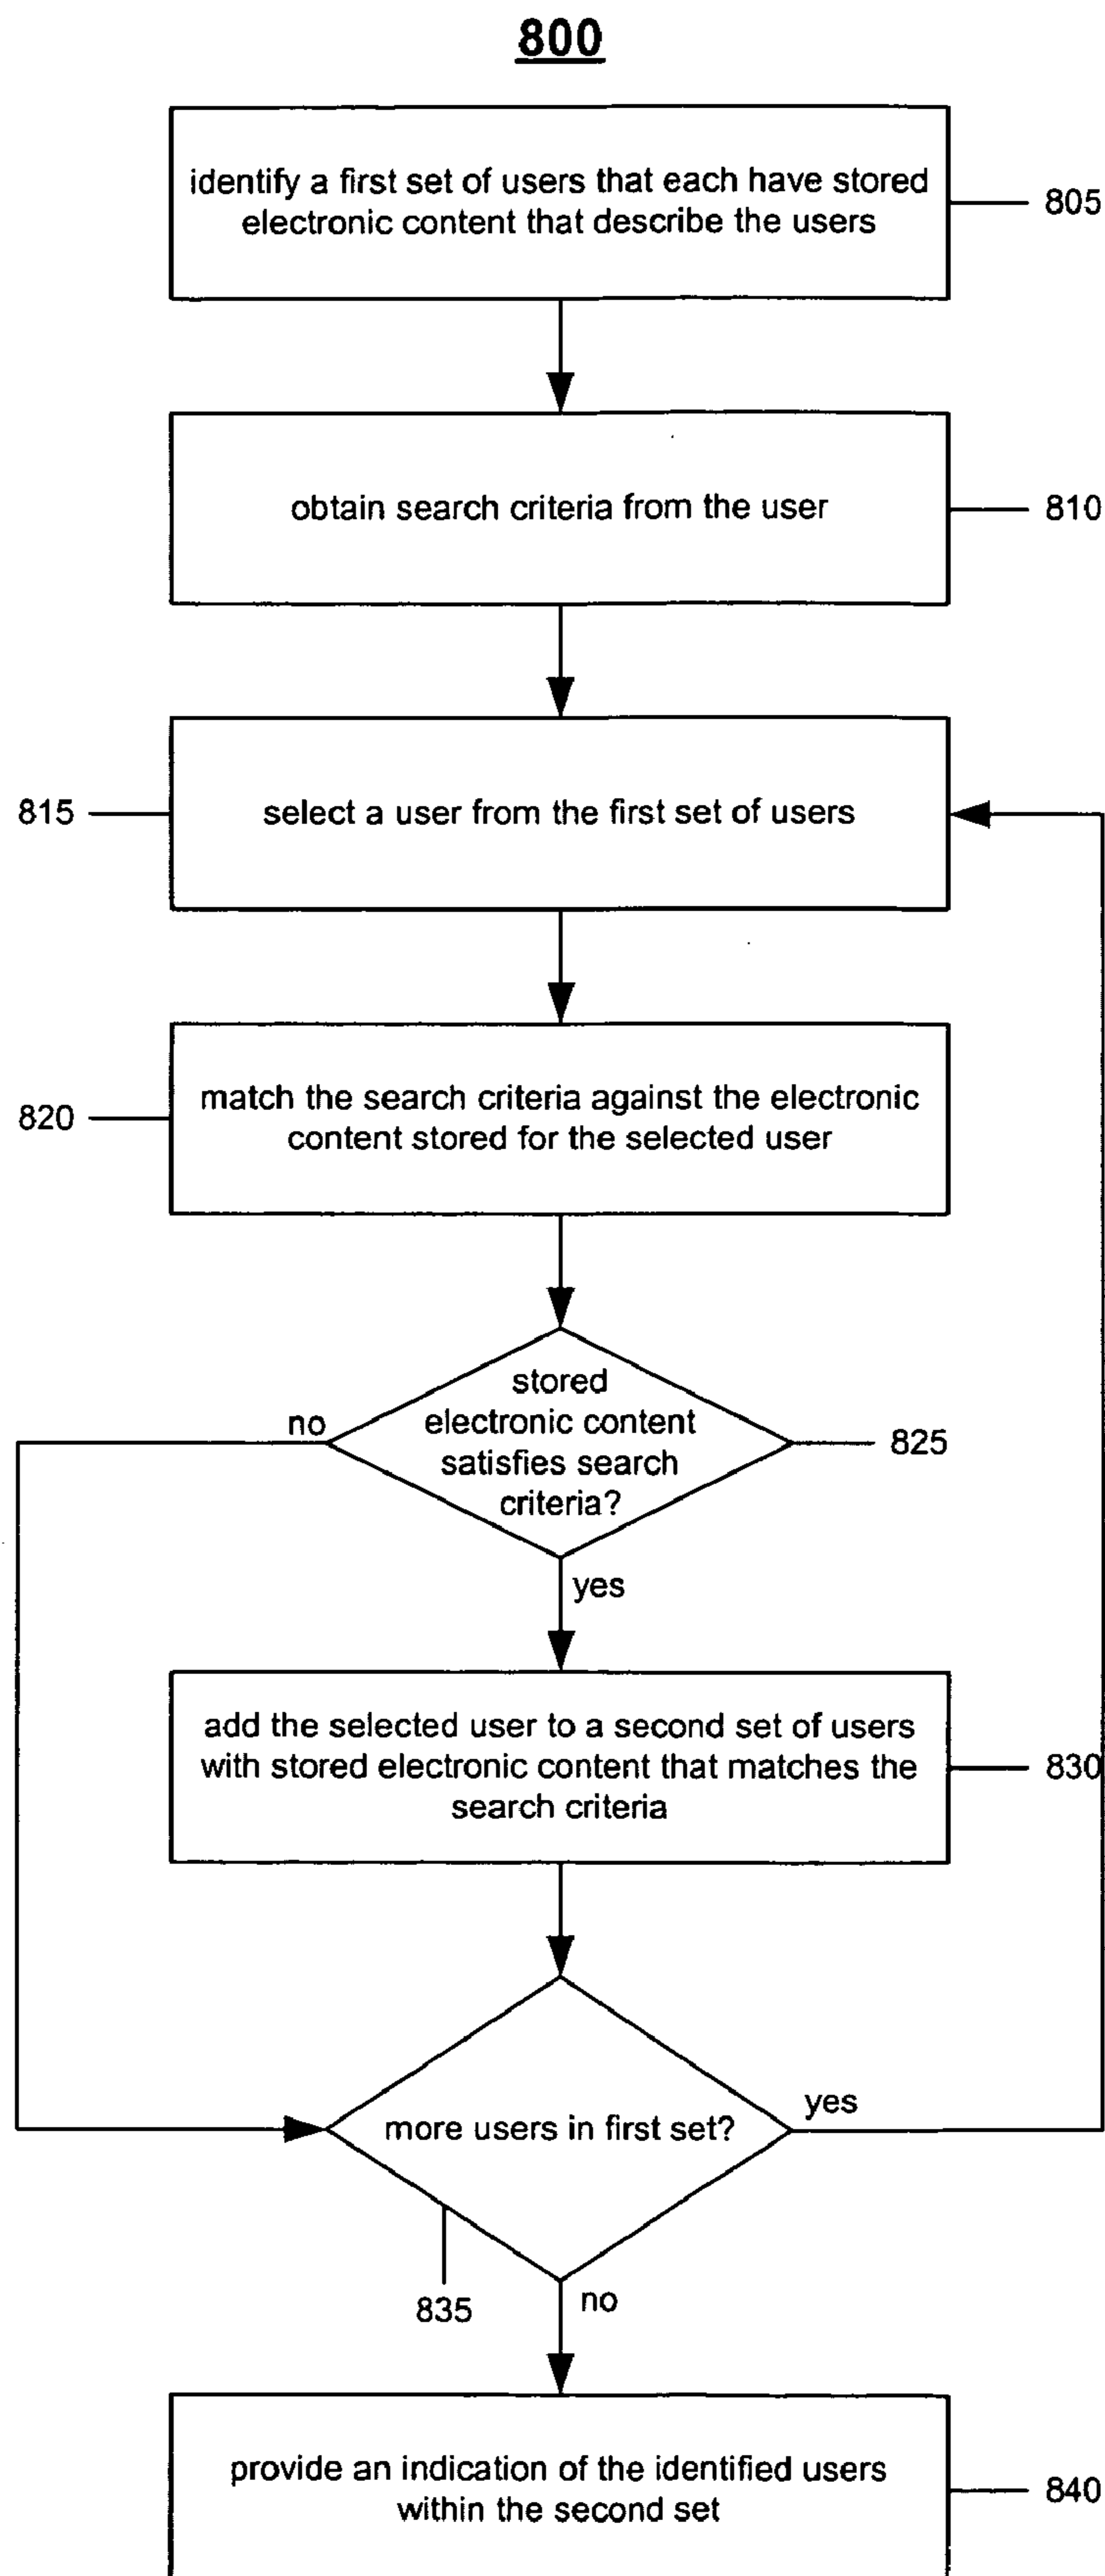 800
identify a first set of users that each have stored
electronic content that describe the users
805
obtain search criteria from the user
810
815
select a user from the first set of users
820
match the search criteria against the electronic
content stored for the selected user
no
stored
electronic content
satisfies search
criteria?
825
yes
add the selected user to a second set of users
with stored electronic content that matches the
search criteria
830
more users in first set?
yes
835
no
provide an indication of the identified users
within the second set
840